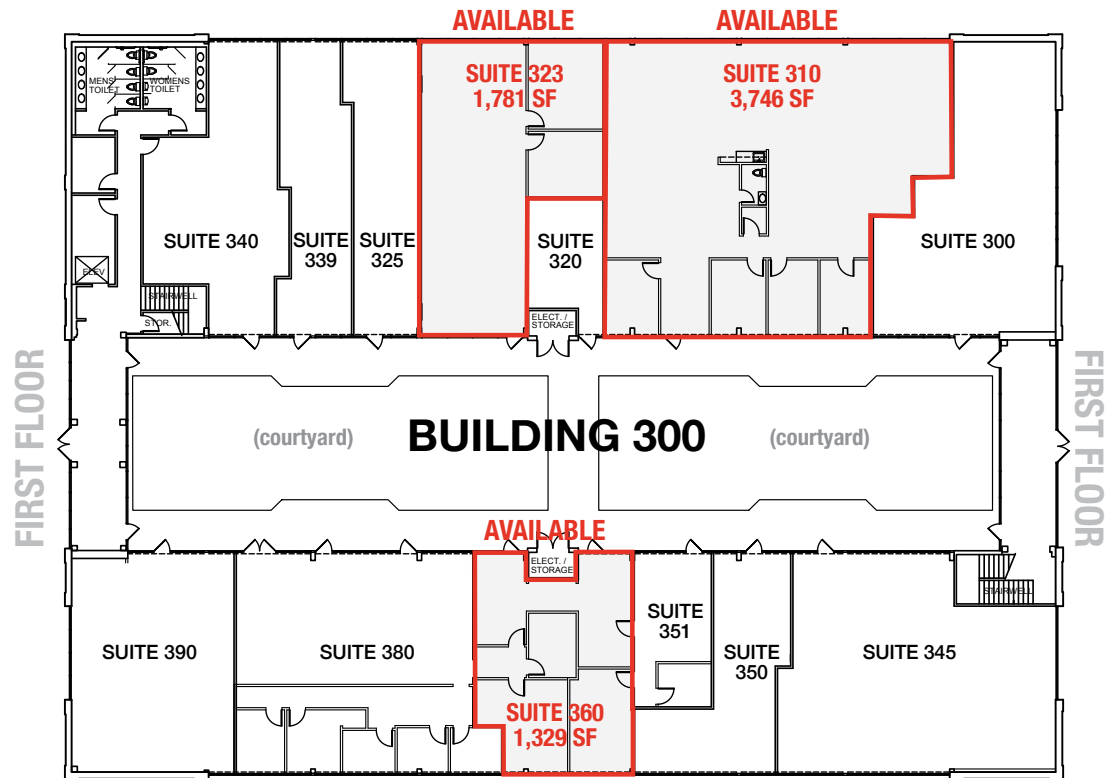 AVAILABLE
AVAILABLE
SUITE 323
1,781 SF
SUITE 310
3,746 SF
MENS
TOILET
WOMENS
TOILET
SUITE 340
SUITE
339
SUITE
325
SUITE
320
SUITE 300
ELEV
STAIRWELL
STOR.
ELECT. /
STORAGE
FIRST FLOOR
(courtyard)
BUILDING 300
(courtyard)
FIRST FLOOR
AVAILABLE
ELECT. /
STORAGE
STAIRWELL
SUITE 390
SUITE 380
SUITE
351
SUITE
350
SUITE 345
SUITE 360
1,329 SF